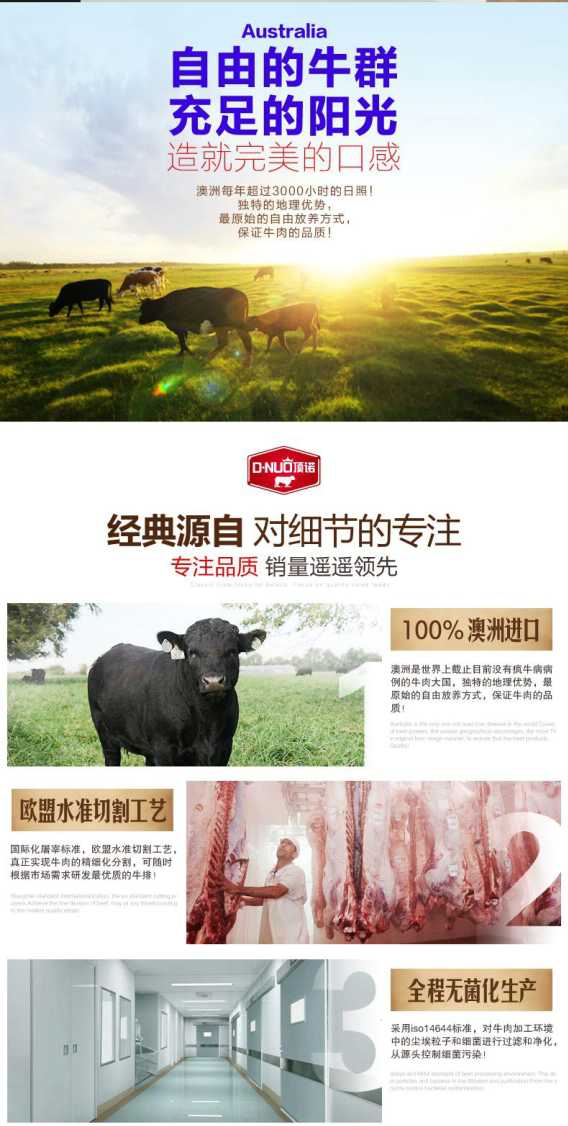 Australia
自由的牛群
充足的阳光
造就完美的口感
澳洲每年超过3000小时的日照！
独特的地理优势，
最原始的自由放养方式，
保证牛肉的品质！
D·NUO顶诺
经典源自 对细节的专注
专注品质 销量遥遥领先
100%澳洲进口
澳洲是世界上截止目前没有疯牛病病
例的牛肉大国，独特的地理优势，最
原始的自由放养方式，保证牛肉的品
质！
1
欧盟水准切割工艺
国际化屠宰标准，欧盟水准切割工艺，
真正实现牛肉的精细化分割，可随时
根据市场需求研发最优质的牛排！
2
3
全程无菌化生产
采用iso14644标准，对牛肉加工环境
中的尘埃粒子和细菌进行过滤和净化，
从源头控制细菌污染！